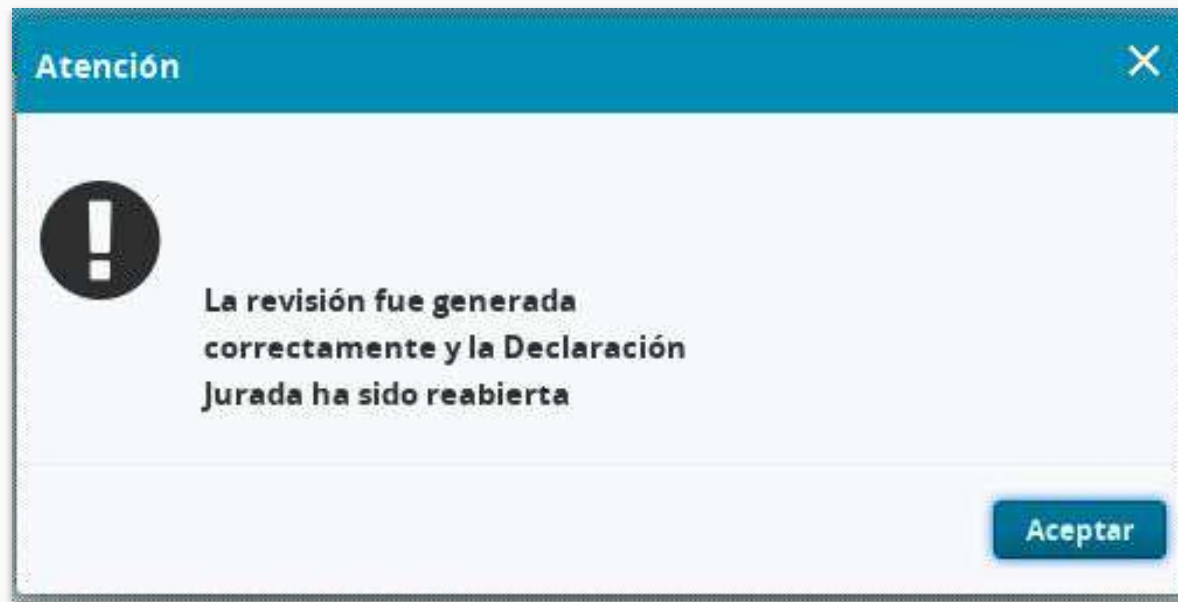 Atención
La revisión fue generada
correctamente y la Declaración
Jurada ha sido reabierta
Aceptar